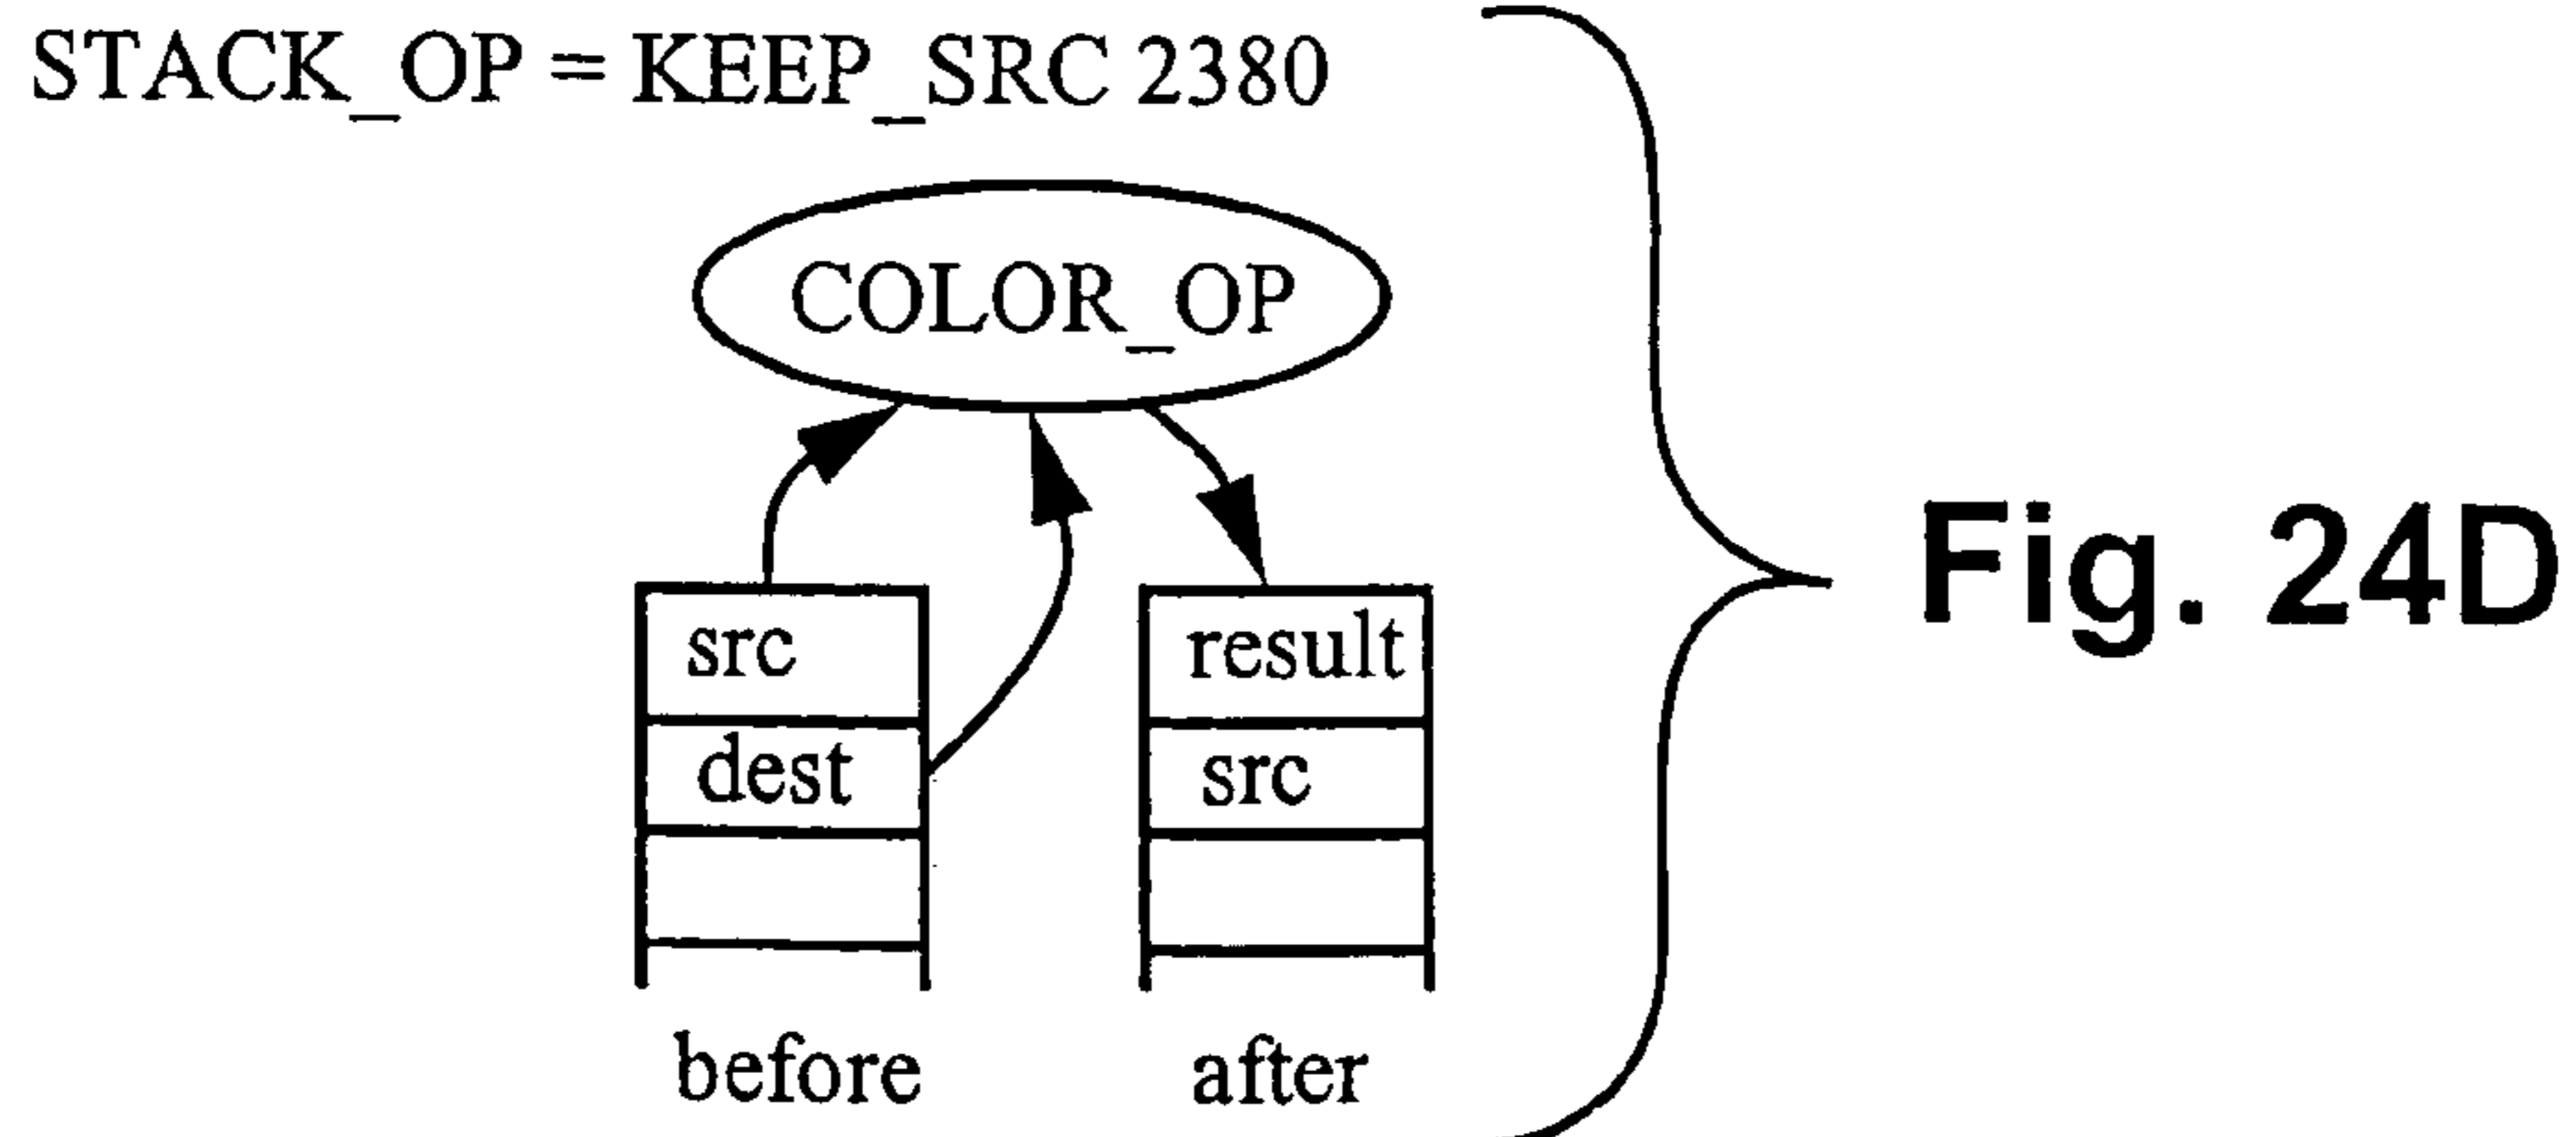 STACK_OP = KEEP_SRC 2380
COLOR_OP
src
dest
result
src
before
after
Fig. 24D